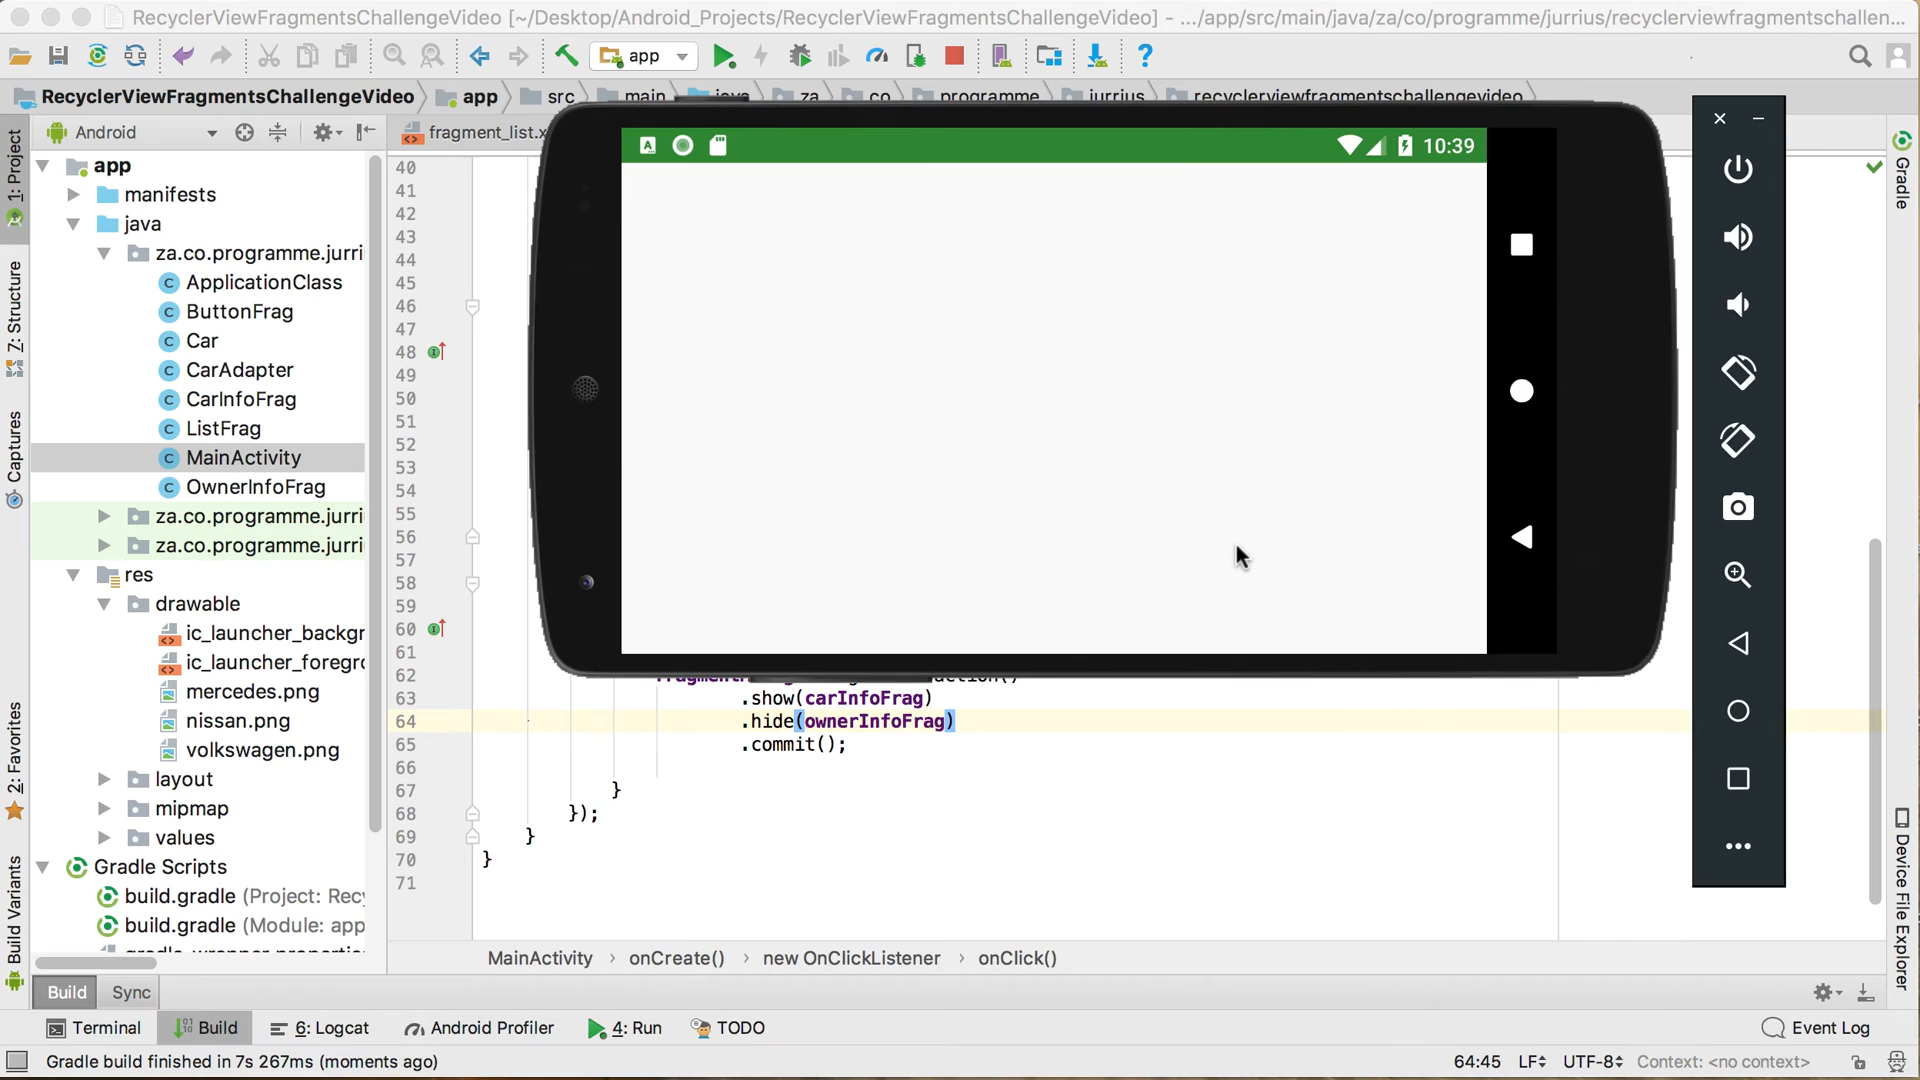 RecyclerViewFragmentsChallengeVideo [~/Desktop/Android_Projects/RecyclerViewFragmentsChallengeVideo] - .../app/src/main/java/za/co/programme/jurrius/recyclerviewfragmentschallen...
app
RecyclerViewFragmentsChallengeVideo
app
src
main
java
za
co
programme
jurrius
recyclerviewfragmentschallengevideo
Android
fragment_list.x
10:39
1: Project
7: Structure
Captures
2: Favorites
Build Variants
Gradle
Device File Explorer
app
manifests
java
za.co.programme.jurri
ApplicationClass
ButtonFrag
Car
CarAdapter
CarInfoFrag
ListFrag
MainActivity
OwnerInfoFrag
za.co.programme.jurri
za.co.programme.jurri
res
drawable
ic_launcher_backgr
ic_launcher_foregro
mercedes.png
nissan.png
volkswagen.png
layout
mipmap
values
Gradle Scripts
build.gradle (Project: Recy
build.gradle (Module: app
40
41
42
43
44
45
46
47
48
49
50
51
52
53
54
55
56
57
58
59
60
61
62
63 .show(carInfoFrag)
64 .hide(ownerInfoFrag)
65 .commit();
66
67 }
68 });
69 }
70 }
71
MainActivity > onCreate() > new OnClickListener > onClick()
Build Sync
Terminal
Build
6: Logcat
Android Profiler
4: Run
TODO
Event Log
Gradle build finished in 7s 267ms (moments ago)
64:45 LF UTF-8 Context: <no context>